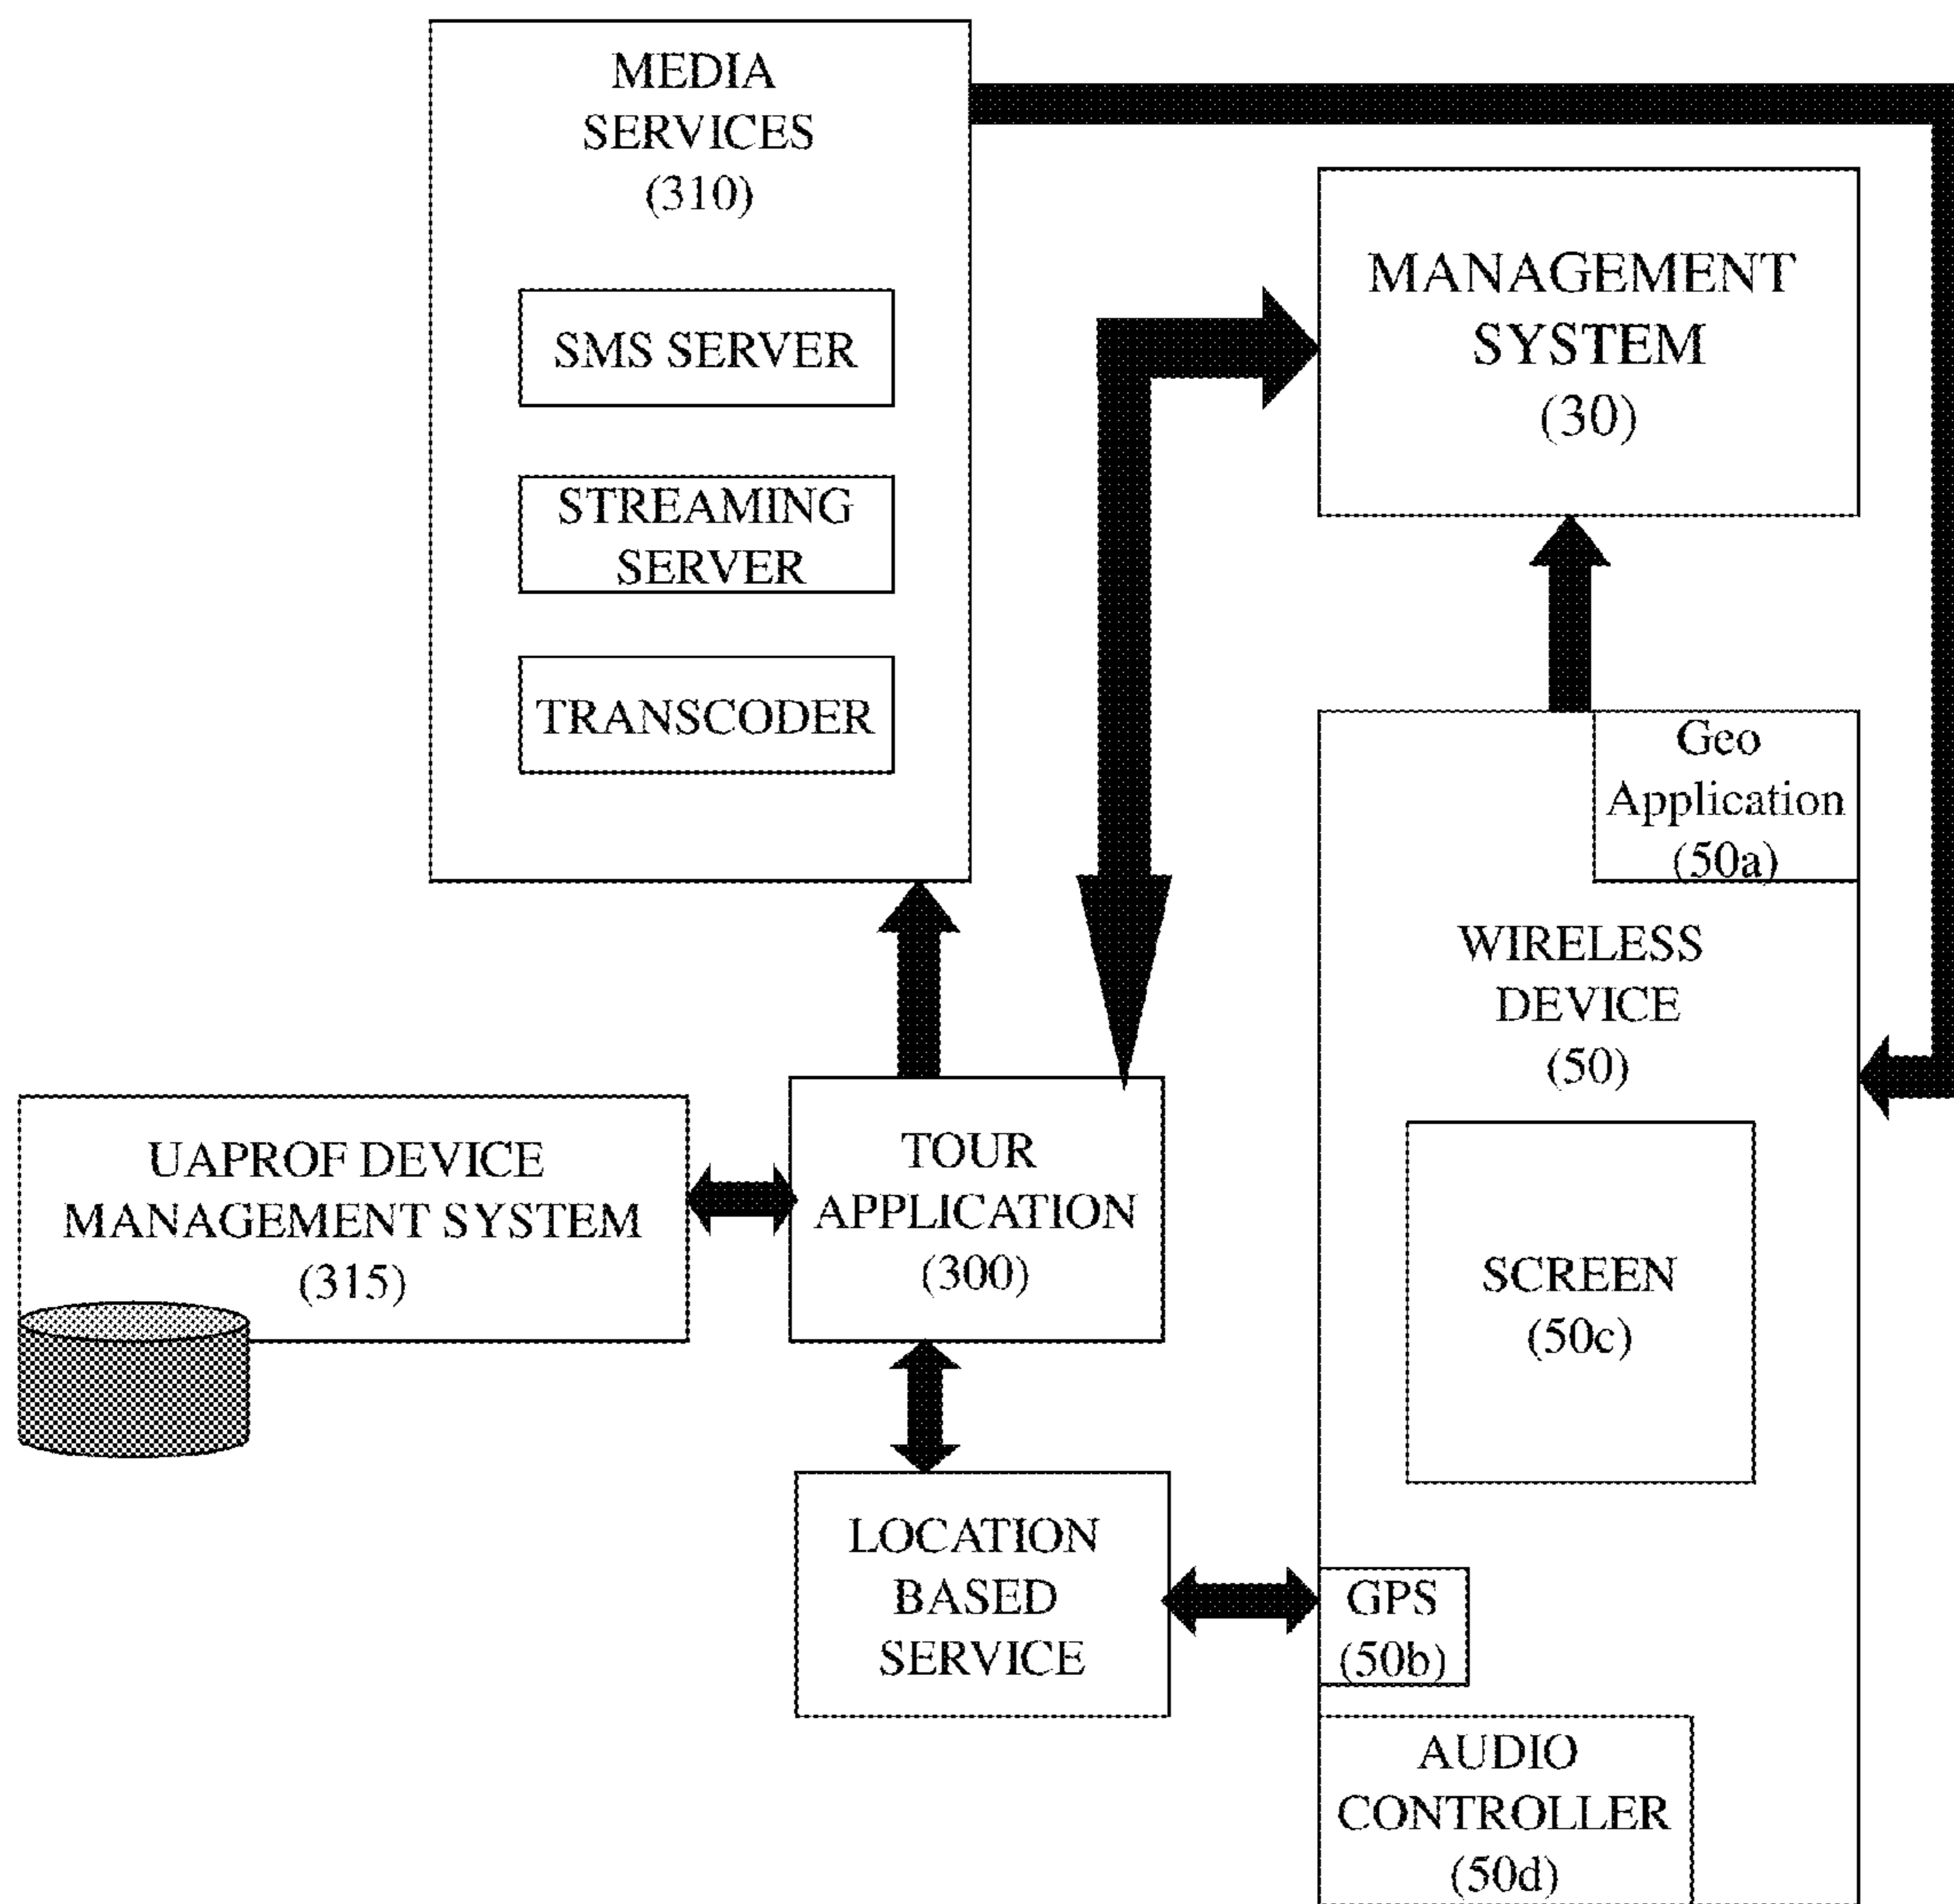 MEDIA
SERVICES
(310)
SMS SERVER
STREAMING
SERVER
TRANSCODER
MANAGEMENT
SYSTEM
(30)
Geo
Application
(50a)
WIRELESS
DEVICE
(50)
SCREEN
(50c)
GPS
(50b)
AUDIO
CONTROLLER
(50d)
UAPROF DEVICE
MANAGEMENT SYSTEM
(315)
TOUR
APPLICATION
(300)
LOCATION
BASED
SERVICE